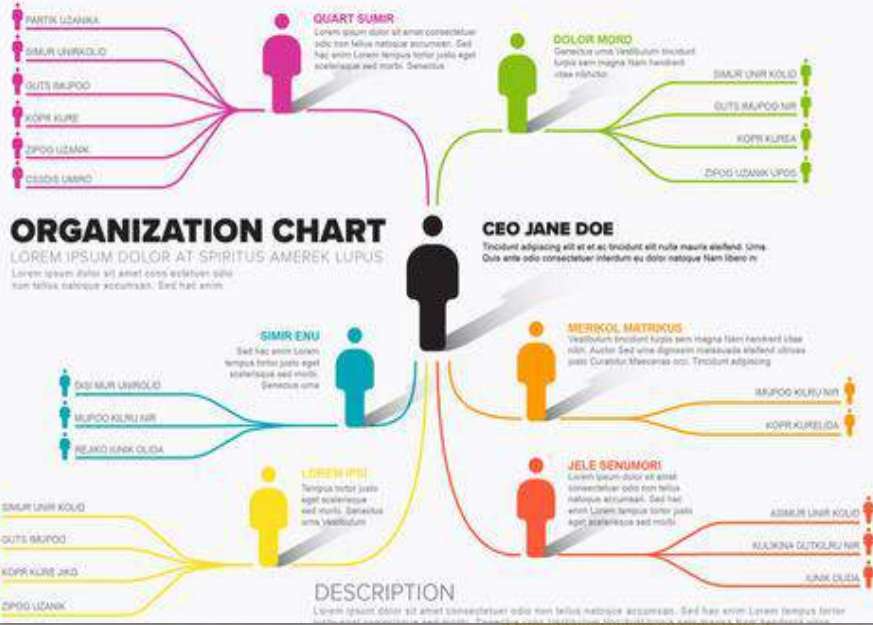 PARTIK UZANIKA
SIMUR UNIRKOLID
GUTS IMUPOO
KOPR KURE
ZIPOG UZANIK
CSSDIS UMIRO
QUART SUMIR
Lorem ipsum dolor sit amet consectetuer
odio non tellus natoque accumsan. Sed
hac enim Lorem tempus tortor justo eget
scelerisque sed morbi. Senectus
DOLOR MORO
Senectus urna Vestibulum tincidunt
turpis sem magna Nam hendrerit
vitae nibh
SIMUR UNIR KOLID
GUTS IMUPOG NIR
KOPR KUREA
ZIPOG UZANIK UPOS
ORGANIZATION CHART
LOREM IPSUM DOLOR AT SPIRITUS AMEREK LUPUS
Lorem ipsum dolor sit amet cons ectetuer odio
non tellus natoque accumsan. Sed hac enim
CEO JANE DOE
Tincidunt adipiscing elit et et ac tincidunt elit nulla mauris eleifend. Urna
Quis ante odio consectetuer interdum eu dolor natoque Nam libero m
SIMIR ENU
Sed hac enim Lorem
tempus tortor justo eget
scelerisque sed morbi.
Senectus urna
DISI MUR UNIROLID
MUPOO KILRU NIR
REJIKO IUNIK OLIDA
MERIKOL MATRIKUS
Vestibulum tincidunt turpis sem magna Nam hendrerit vitae
nibh. Auctor Sed urna dignissim malesuada eleifend ultrices
justo Curabitur Maecenas orci. Tincidunt adipiscing
IMUPOO KILRU NIR
KOPR KURELIDA
LOREM IPSI
Tempus tortor justo
eget scelerisque
sed morbi. Senectus
urna Vestibulum
SIMUR UNIR KOLID
GUTS IMUPOO
KOPR KURE JIKG
ZIPOG UZANIK
JELE SENUMORI
Lorem ipsum dolor sit amet
consectetuer odio non tellus
natoque accumsan. Sed hac
enim Lorem tempus tortor justo
eget scelerisque sed morbi
ASIMUR UNIR KOLID
KULIKINA GUTKILRU NIR
IUNIK OLIDA
DESCRIPTION
Lorem ipsum dolor sit amet consectetuer odio non tellus natoque accumsan. Sed hac enim Lorem tempus tortor